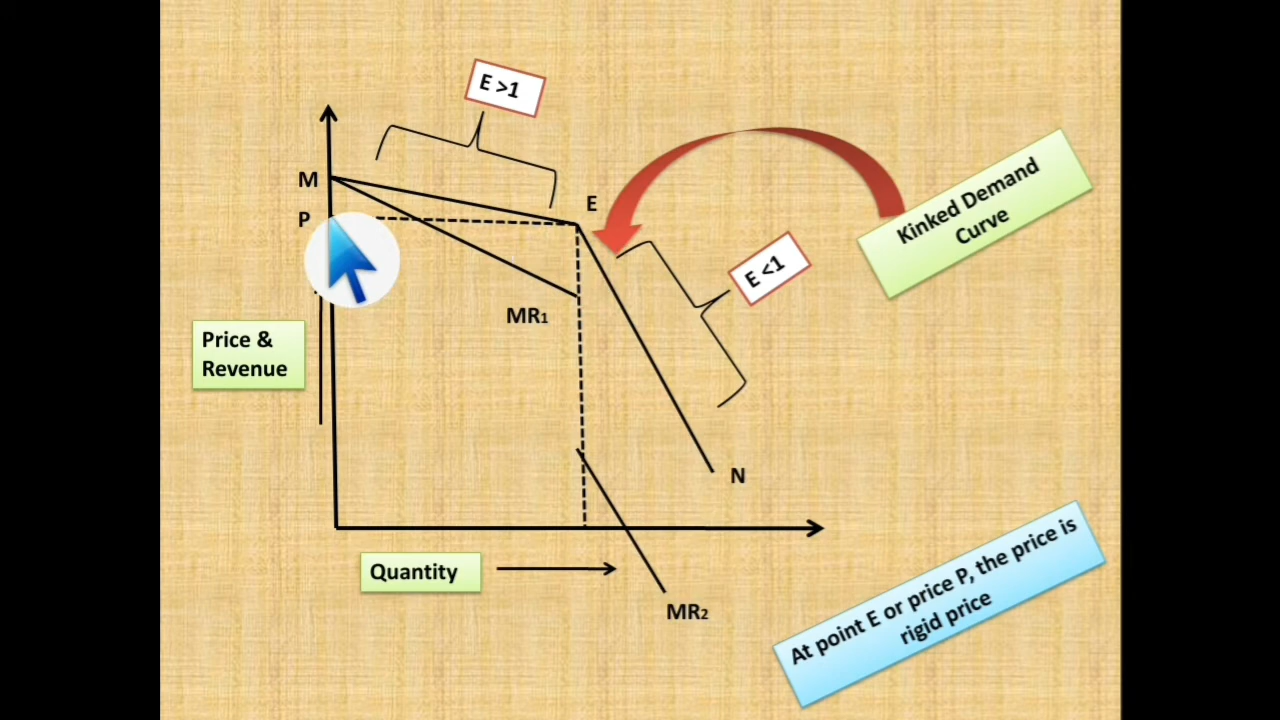 E >1
M
P
E
Kinked Demand
Curve
E <1
MR1
Price &
Revenue
N
Quantity
MR2
At point E or price P, the price is
rigid price